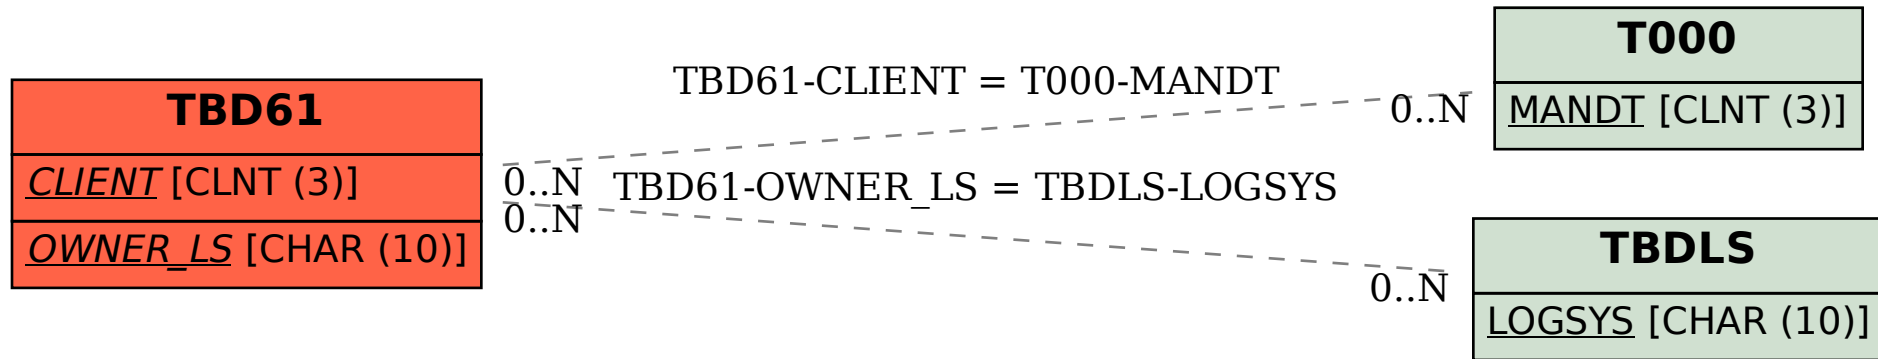 TBD61
CLIENT [CLNT (3)]
OWNER_LS [CHAR (10)]
TBD61-CLIENT = T000-MANDT
0..N
0..N
TBD61-OWNER_LS = TBDLS-LOGSYS
0..N
0..N
T000
MANDT [CLNT (3)]
TBDLS
LOGSYS [CHAR (10)]